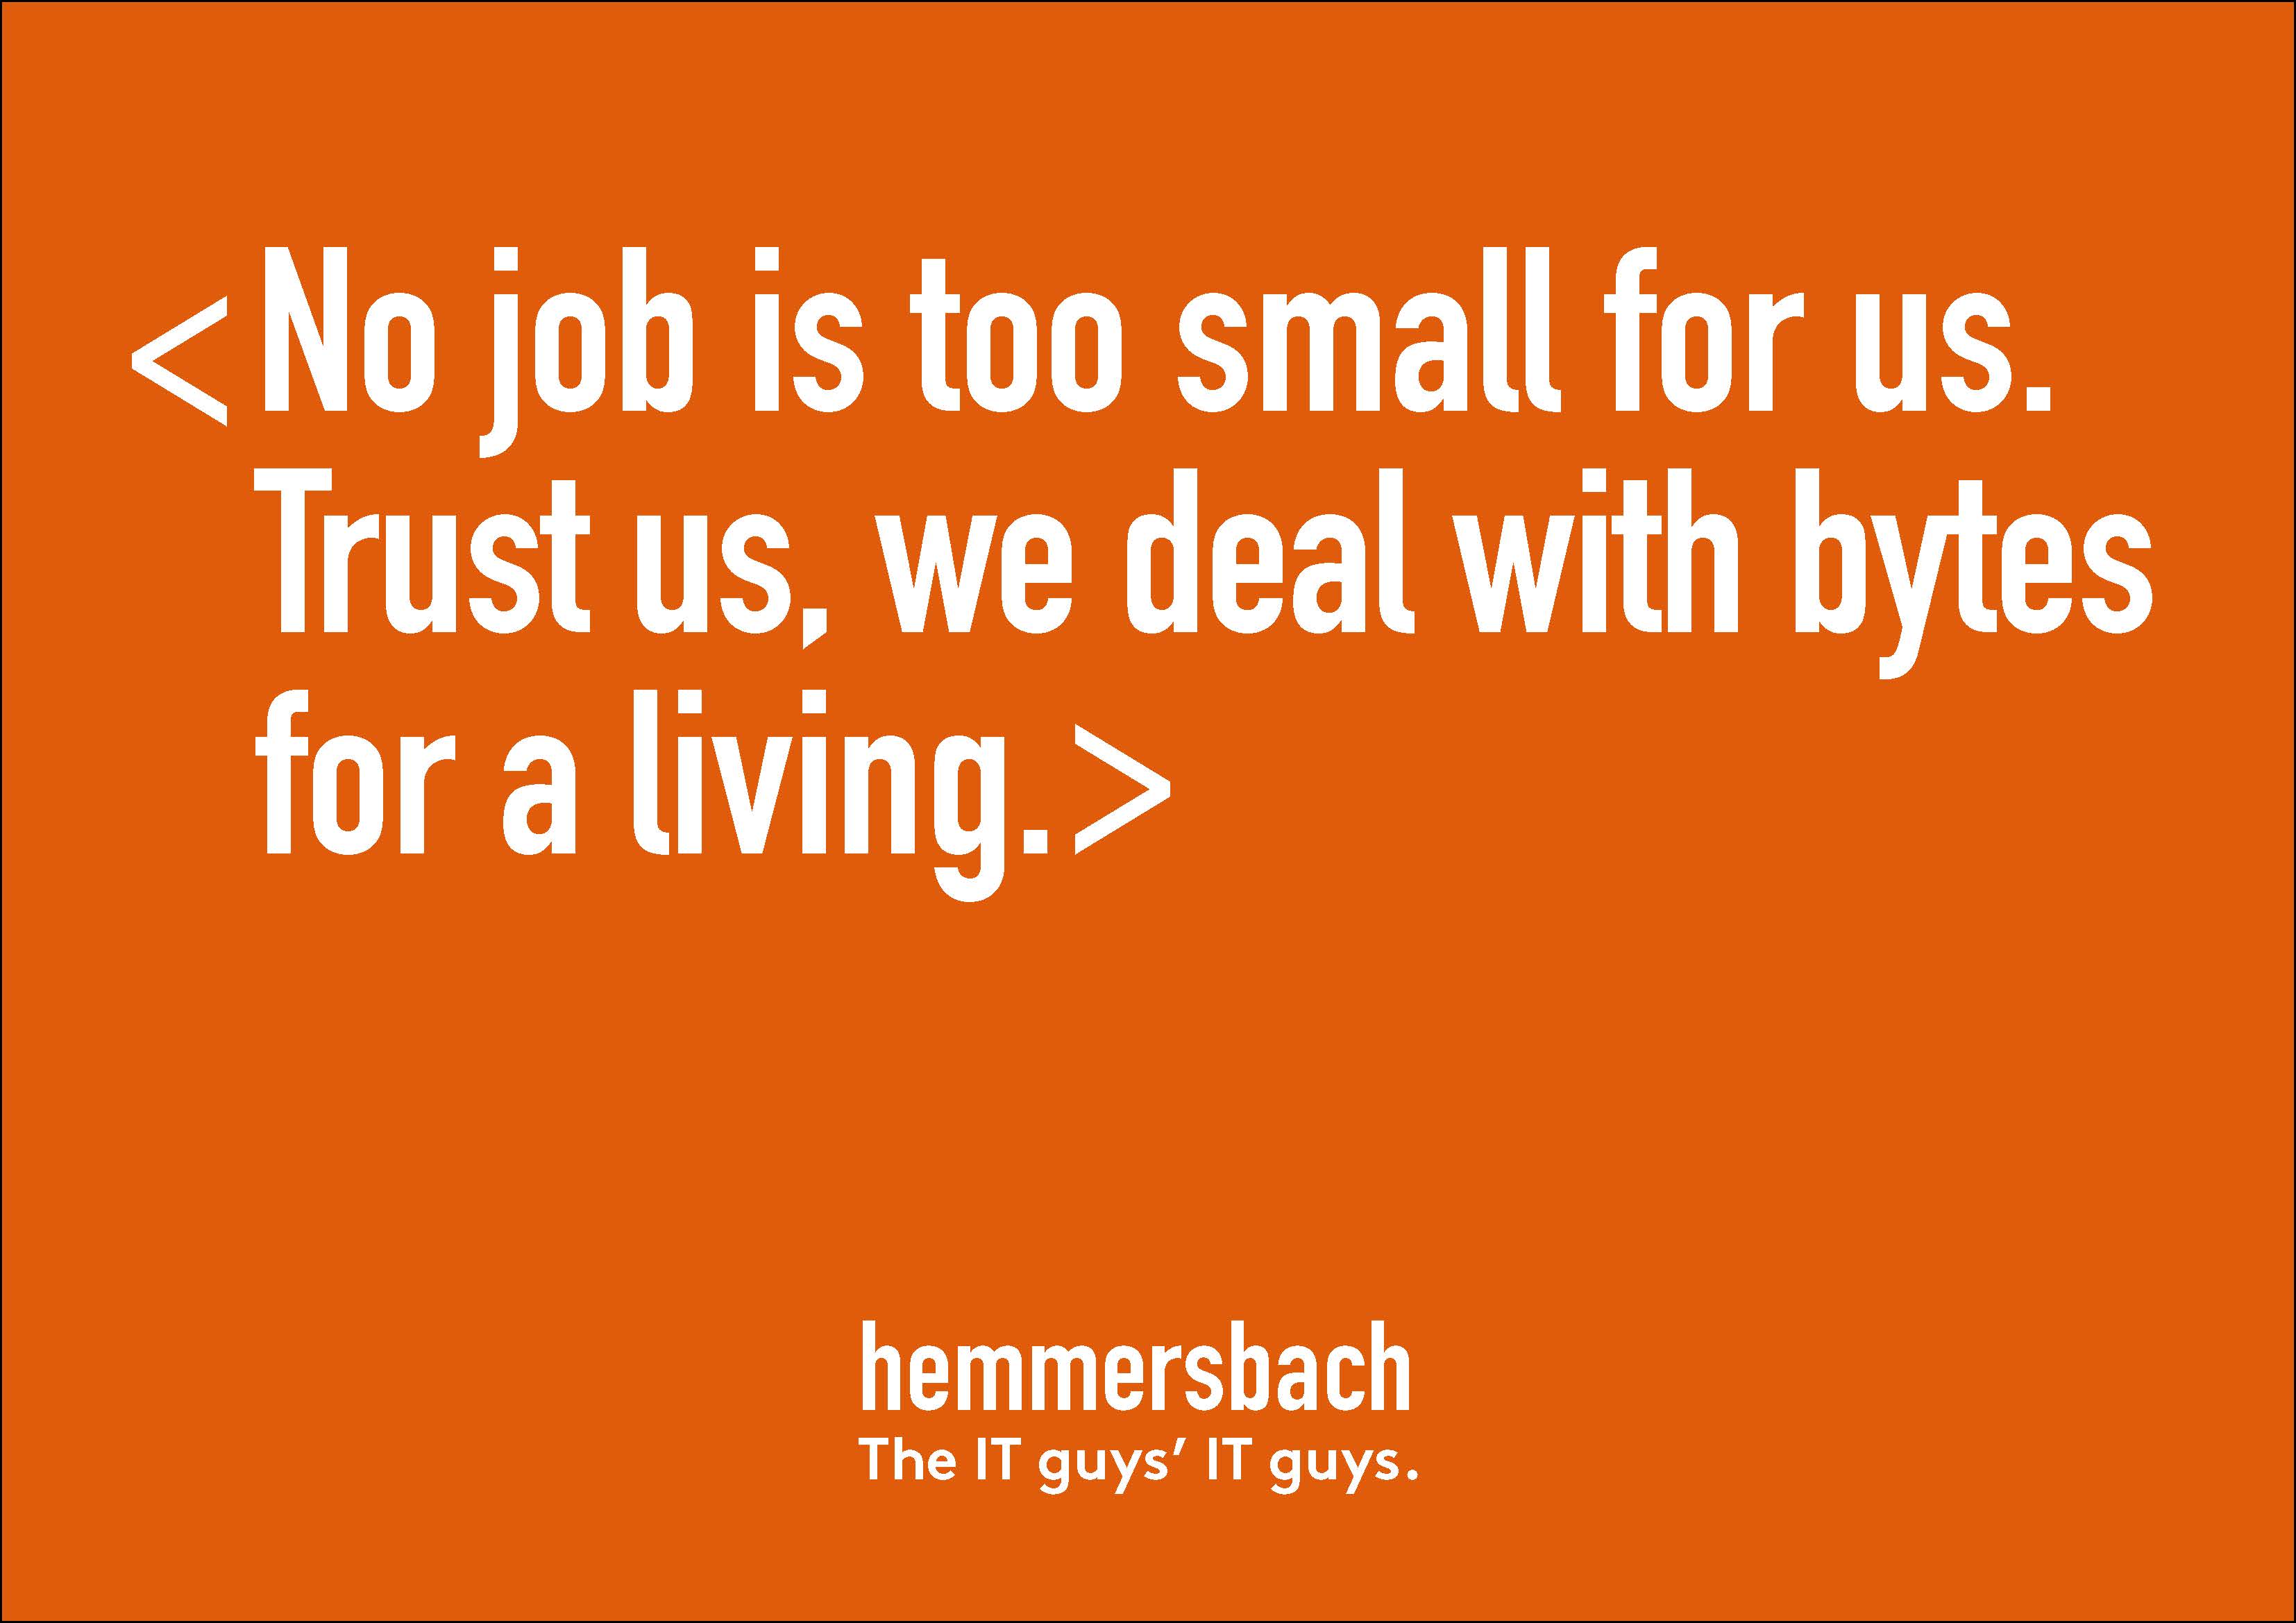 <No job is too small for us.
Trust us, we deal with bytes
for a living.>
hemmersbach
The IT guys’ IT guys.